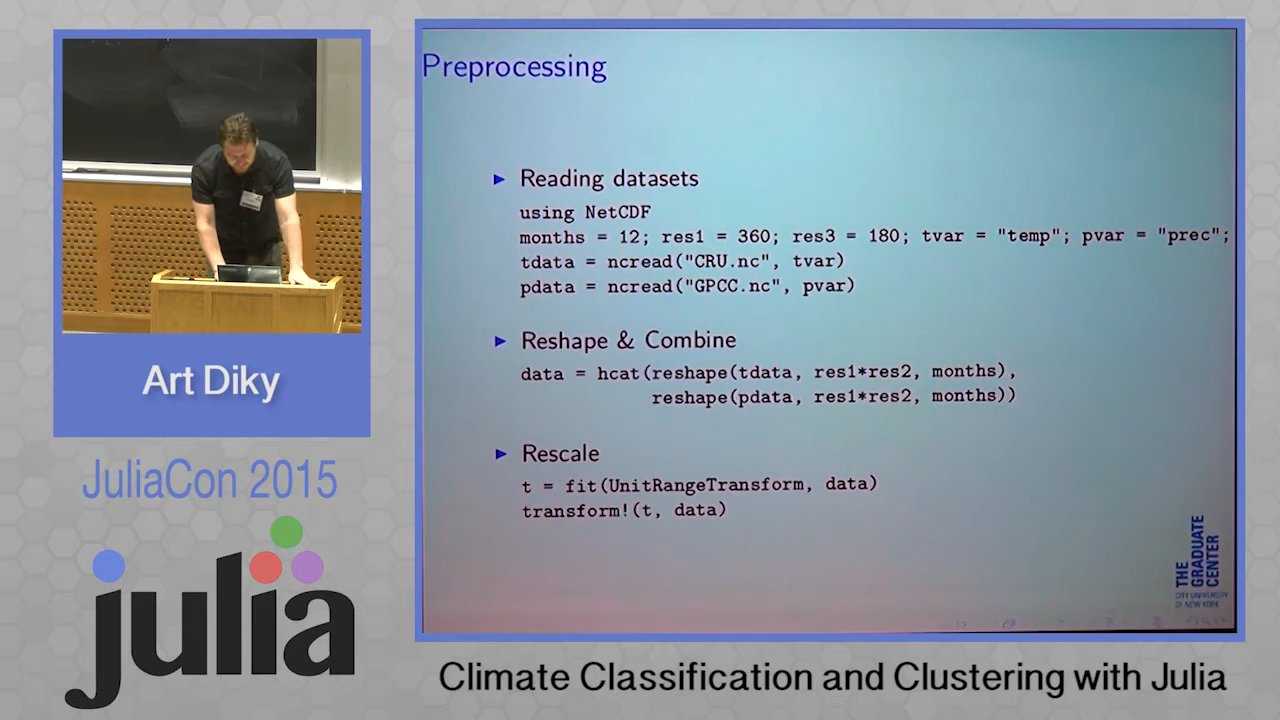 Preprocessing
► Reading datasets
using NetCDF
months = 12; res1 = 360; res3 = 180; tvar = "temp"; pvar = "prec";
tdata = ncread("CRU.nc", tvar)
pdata = ncread("GPCC.nc", pvar)
► Reshape & Combine
data = hcat(reshape(tdata, res1*res2, months),
reshape(pdata, res1*res2, months))
► Rescale
t = fit(UnitRangeTransform, data)
transform!(t, data)
THE
GRADUATE
CENTER
CITY UNIVERSITY
OF NEW YORK
Art Diky
JuliaCon 2015
julia
Climate Classification and Clustering with Julia